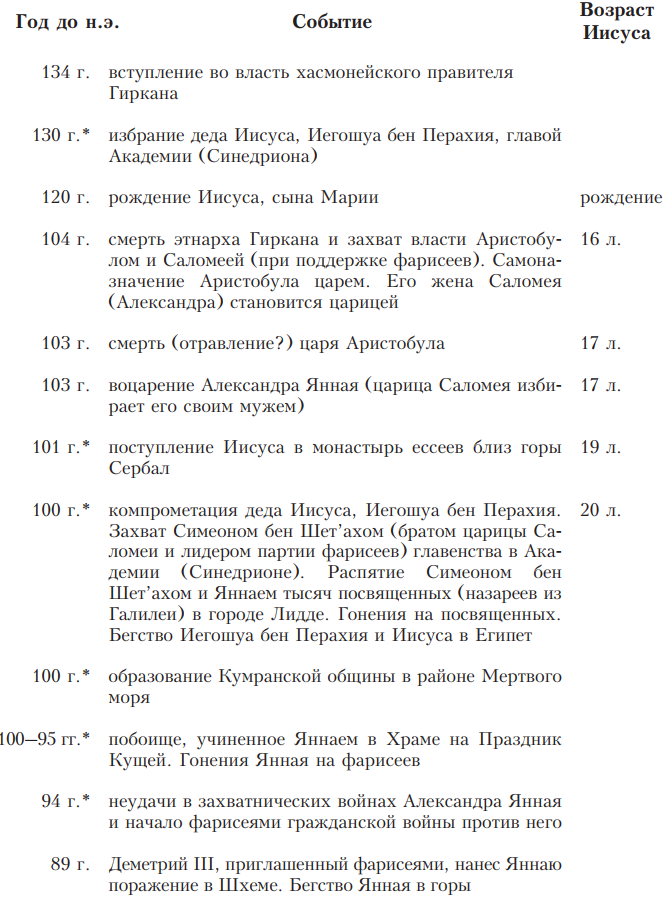 Год до н.э. Событие Возраст Иисуса
134 г. вступление во власть хасмонейского правителя
Гиркана
130 г.* избрание деда Иисуса, Иегошуа бен Перахия, главой
Академии (Синедриона)
120 г. рождение Иисуса, сына Марии рождение
104 г. смерть этнарха Гиркана и захват власти Аристобу-
лом и Саломеей (при поддержке фарисеев). Самона-
значение Аристобула царем. Его жена Саломея
(Александра) становится царицей
16 л.
103 г. смерть (отравление?) царя Аристобула 17 л.
103 г. воцарение Александра Янная (царица Саломея изби-
рает его своим мужем)
17 л.
101 г.* поступление Иисуса в монастырь ессеев близ горы
Сербал
19 л.
100 г.* компрометация деда Иисуса, Иегошуа бен Перахия.
Захват Симеоном бен Шет’ахом (братом царицы Са-
ломеи и лидером партии фарисеев) главенства в Ака-
демии (Синедрионе). Распятие Симеоном бен
Шет’ахом и Яннаем тысяч посвященных (назареев из
Галилеи) в городе Лидде. Гонения на посвященных.
Бегство Иегошуа бен Перахия и Иисуса в Египет
20 л.
100 г.* образование Кумранской общины в районе Мертвого
моря
100–95 гг.* побоище, учиненное Яннаем в Храме на Праздник
Кущей. Гонения Янная на фарисеев
94 г.* неудачи в захватнических войнах Александра Янная
и начало фарисеями гражданской войны против него
89 г. Деметрий III, приглашенный фарисеями, нанес Яннаю
поражение в Шхеме. Бегство Янная в горы